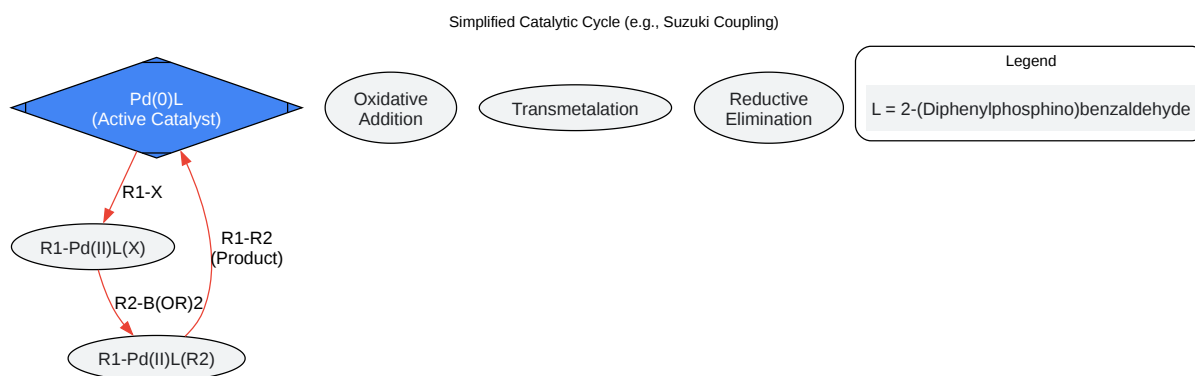 Simplified Catalytic Cycle (e.g., Suzuki Coupling)
Pd(0)L
(Active Catalyst)
Oxidative
Addition
Transmetalation
Reductive
Elimination
Legend
L = 2-(Diphenylphosphino)benzaldehyde
R1-X
R1-Pd(II)L(X)
R1-R2
(Product)
R2-B(OR)2
R1-Pd(II)L(R2)